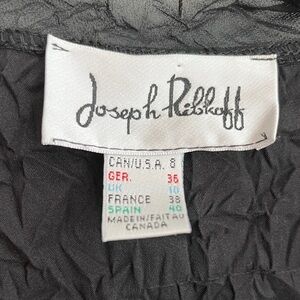 Joseph Ribkoff
CAN/U.S.A. 8
GER. 36
UK 10
FRANCE 38
SPAIN 40
MADE IN/FAIT AU
CANADA